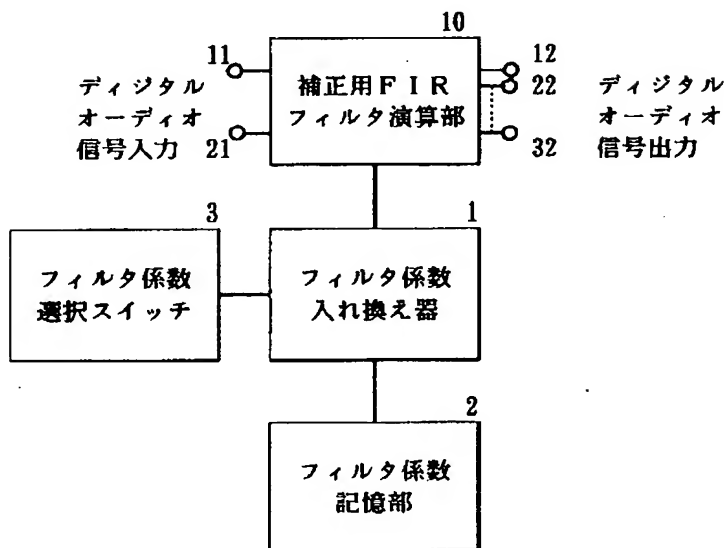 10
11
12
ディジタル
オーディオ
信号入力
21
補正用FIR
フィルタ演算部
22
32
ディジタル
オーディオ
信号出力
3
1
フィルタ係数
選択スイッチ
フィルタ係数
入れ換え器
2
フィルタ係数
記憶部